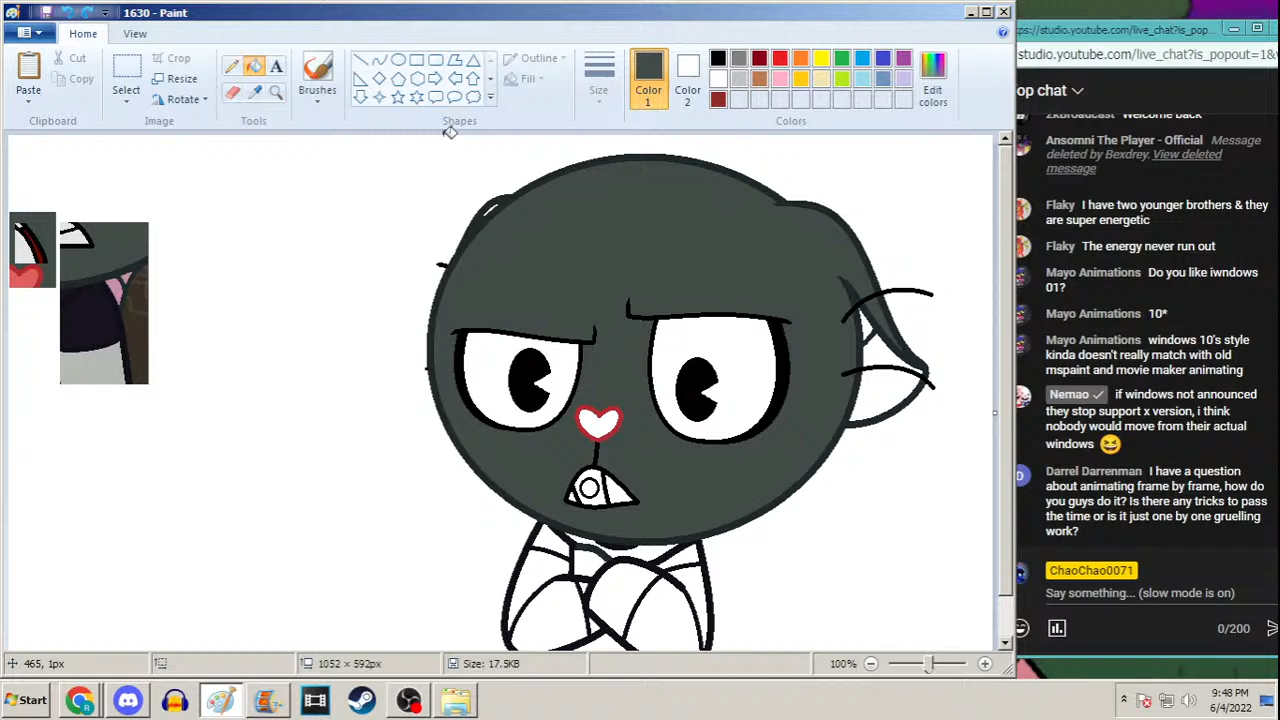 1630 - Paint
Home
View
Paste
Cut
Copy
Clipboard
Select
Crop
Resize
Rotate
Image
A
Tools
Brushes
Outline
Fill
Shapes
Size
Color 1
Color 2
Edit colors
Colors
465, 1px
1052 × 592px
Size: 17.5KB
100%
Start
9:48 PM
6/4/2022
ttps://studio.youtube.com/live_chat?is_pop...
studio.youtube.com/live_chat?is_popout=1&
op chat
2kBroadcast Welcome back
Ansomni The Player - Official Message
deleted by Bexdrey. View deleted
message
Flaky I have two younger brothers & they
are super energetic
Flaky The energy never run out
Mayo Animations Do you like iwndows
01?
Mayo Animations 10*
Mayo Animations windows 10's style
kinda doesn't really match with old
mspaint and movie maker animating
Nemao if windows not announced
they stop support x version, i think
nobody would move from their actual
windows
Darrel Darrenman I have a question
about animating frame by frame, how do
you guys do it? Is there any tricks to pass
the time or is it just one by one gruelling
work?
ChaoChao0071
Say something... (slow mode is on)
0/200